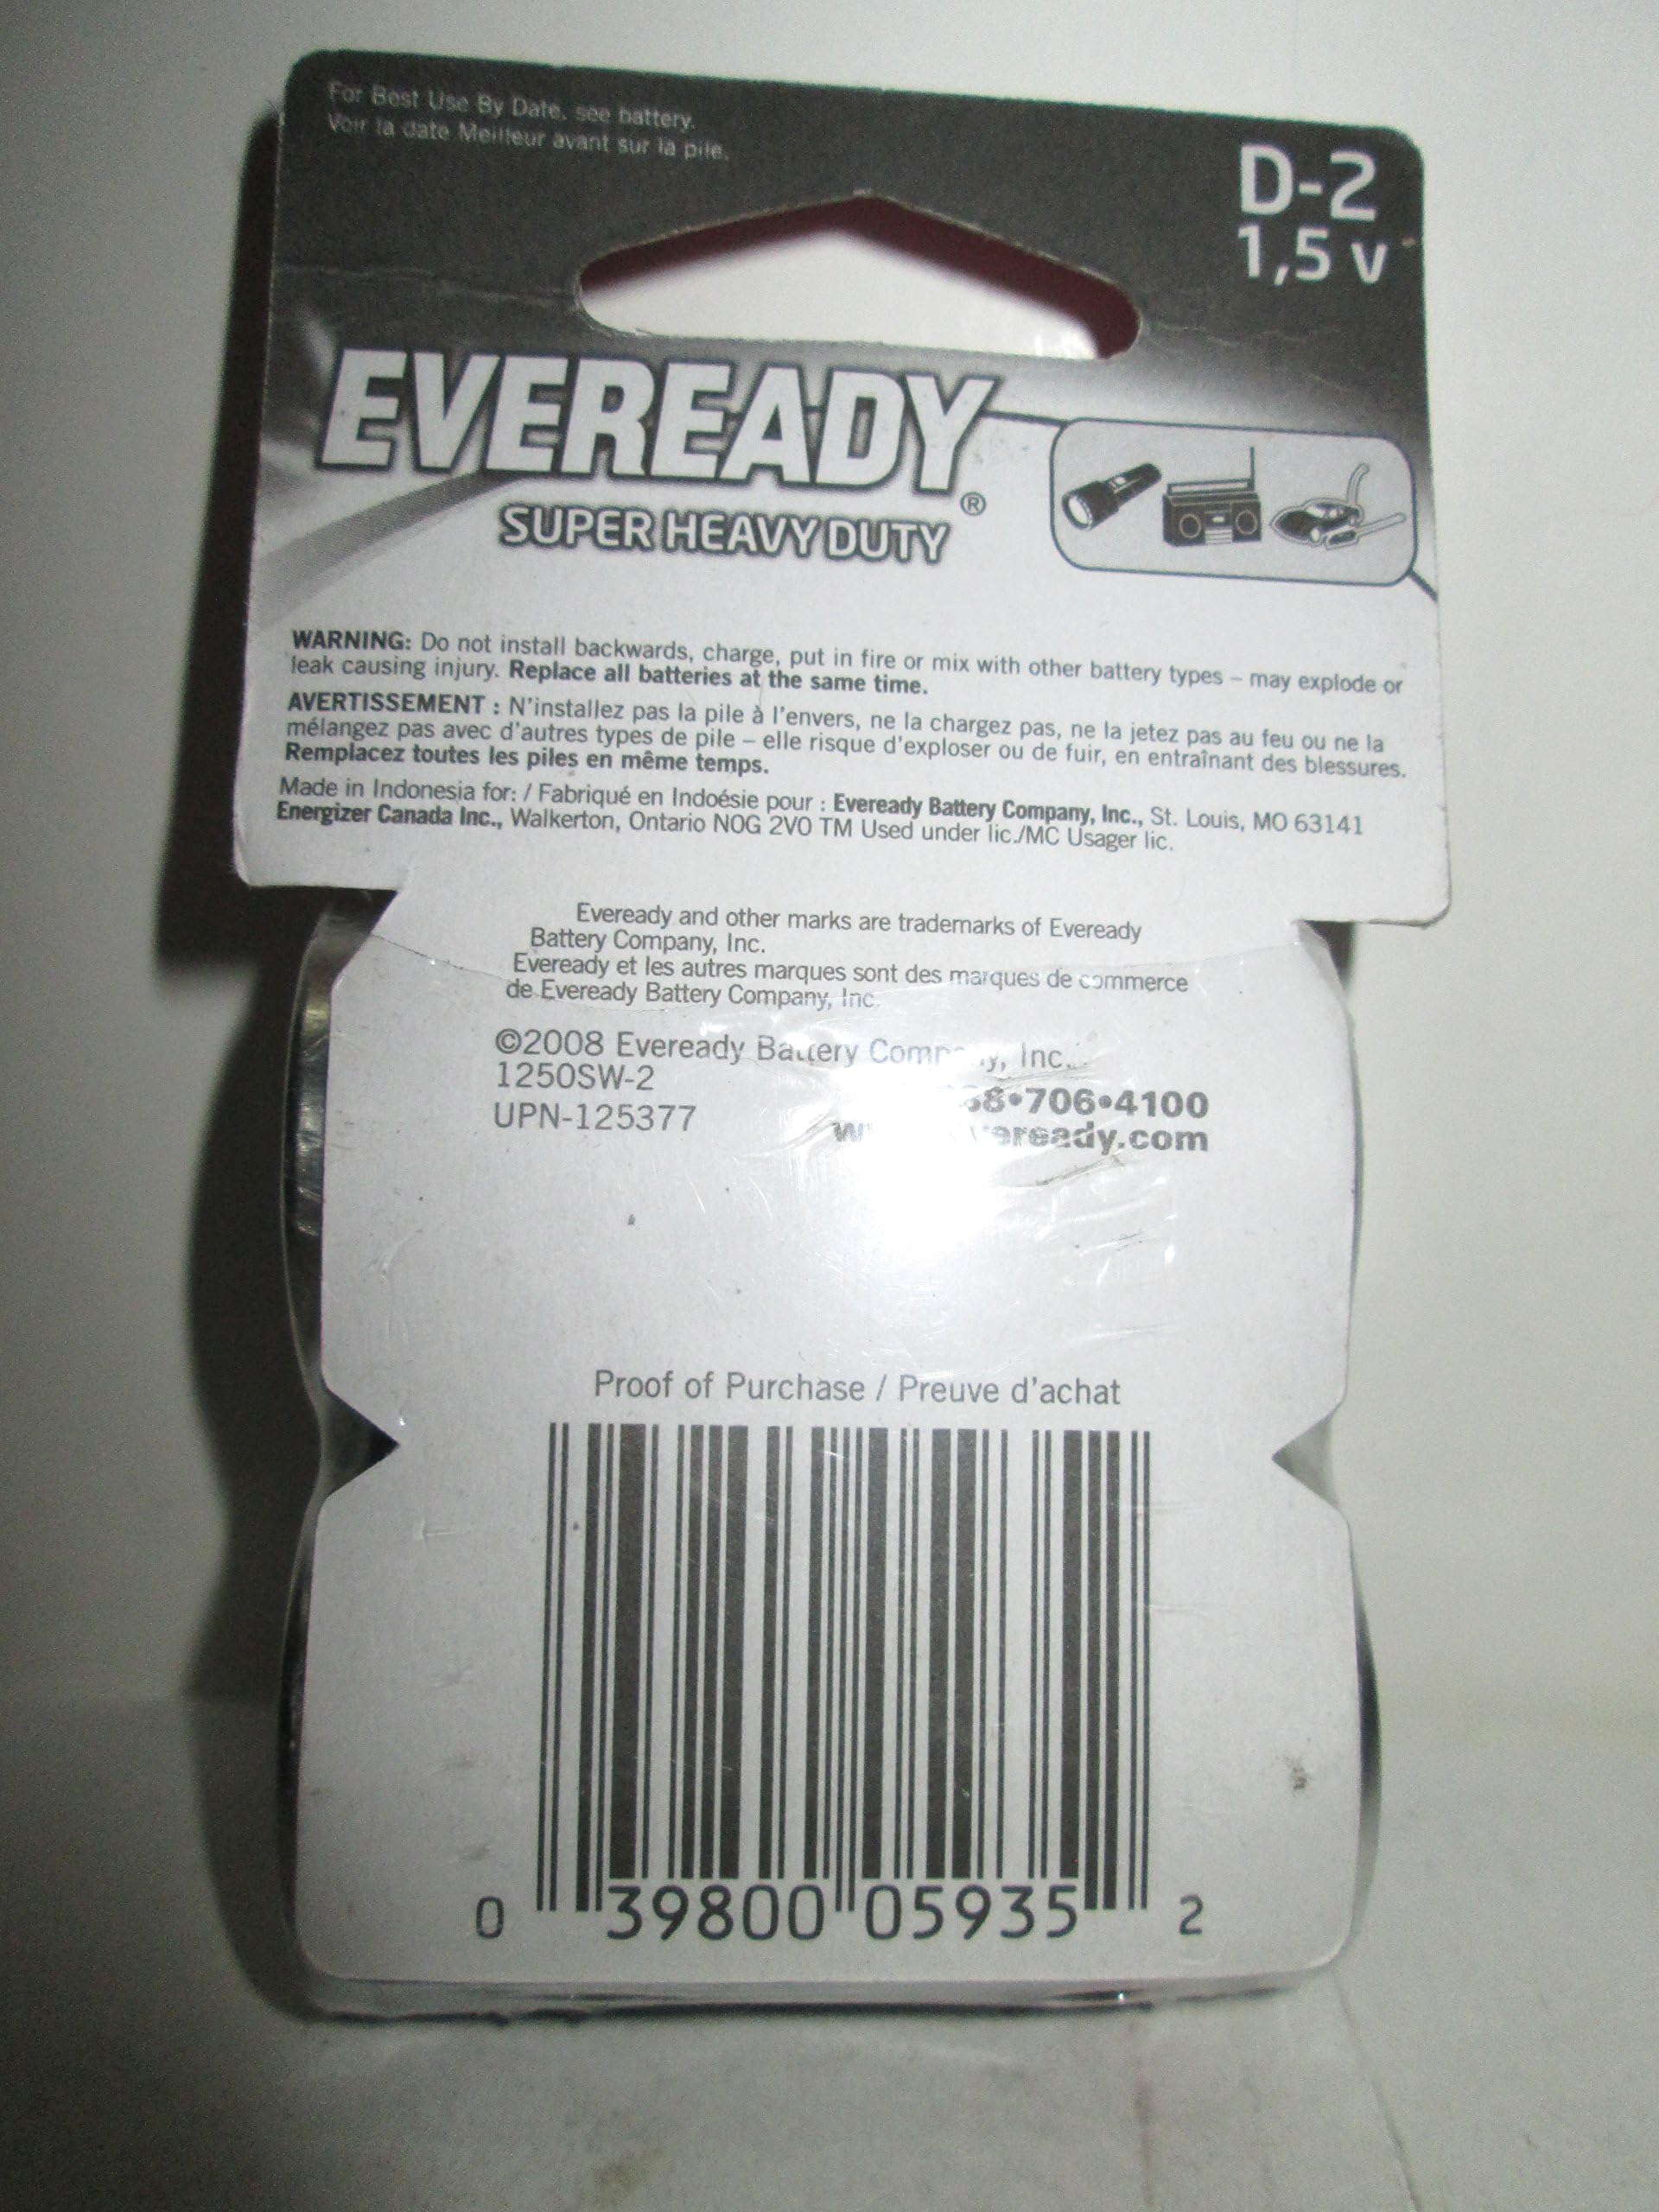 For Best Use By Date, see battery.
Voir la date Meilleur avant sur la pile.
D-2
1,5 v
EVEREADY®
SUPER HEAVY DUTY
WARNING: Do not install backwards, charge, put in fire or mix with other battery types – may explode or
leak causing injury. Replace all batteries at the same time.
AVERTISSEMENT : N'installez pas la pile à l'envers, ne la chargez pas, ne la jetez pas au feu ou ne la
mélangez pas avec d'autres types de pile – elle risque d'exploser ou de fuir, en entraînant des blessures.
Remplacez toutes les piles en même temps.
Made in Indonesia for: / Fabriqué en Indoésie pour : Eveready Battery Company, Inc., St. Louis, MO 63141
Energizer Canada Inc., Walkerton, Ontario N0G 2V0 TM Used under lic./MC Usager lic.
Eveready and other marks are trademarks of Eveready
Battery Company, Inc.
Eveready et les autres marques sont des marques de commerce
de Eveready Battery Company, Inc.
©2008 Eveready Battery Company, Inc.
1250SW-2
UPN-125377
706•4100
Proof of Purchase / Preuve d'achat
0 39800 05935 2